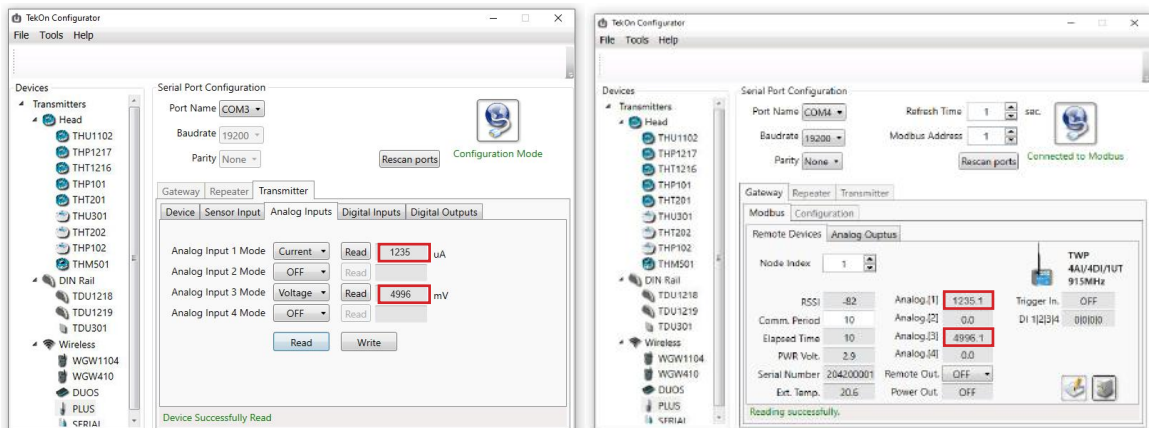 TekOn Configurator
File Tools Help
Devices
Transmitters
Head
THU1102
THP1217
THT1216
THP101
THT201
THU301
THT202
THP102
THM501
DIN Rail
TDU1218
TDU1219
TDU301
Wireless
WGW1104
WGW410
DUOS
PLUS
SERIAL
Serial Port Configuration
Port Name COM3
Baudrate 19200
Parity None
Rescan ports
Configuration Mode
Gateway Repeater Transmitter
Device Sensor Input Analog Inputs Digital Inputs Digital Outputs
Analog Input 1 Mode Current Read 1235 uA
Analog Input 2 Mode OFF Read
Analog Input 3 Mode Voltage Read 4996 mV
Analog Input 4 Mode OFF Read
Read Write
Device Successfully Read
TekOn Configurator
File Tools Help
Devices
Transmitters
Head
THU1102
THP1217
THT1216
THP101
THT201
THU301
THT202
THP102
THM501
DIN Rail
TDU1218
TDU1219
TDU301
Wireless
WGW1104
WGW410
DUOS
PLUS
SERIAL
Serial Port Configuration
Port Name COM4 Refresh Time 1 sec.
Baudrate 19200 Modbus Address 1
Parity None Rescan ports Connected to Modbus
Gateway Repeater Transmitter
Modbus Configuration
Remote Devices Analog Ouptus
Node Index 1
TWP
4AI/4DI/1UT
915MHz
RSSI -82 Analog.[1] 1235.1 Trigger In. OFF
Comm. Period 10 Analog.[2] 0.0 DI 1|2|3|4 0|0|0|0
Elapsed Time 10 Analog.[3] 4996.1
PWR Volt. 2.9 Analog.[4] 0.0
Serial Number 204200001 Remote Out. OFF
Ext. Temp. 20.6 Power Out. OFF
Reading successfully.